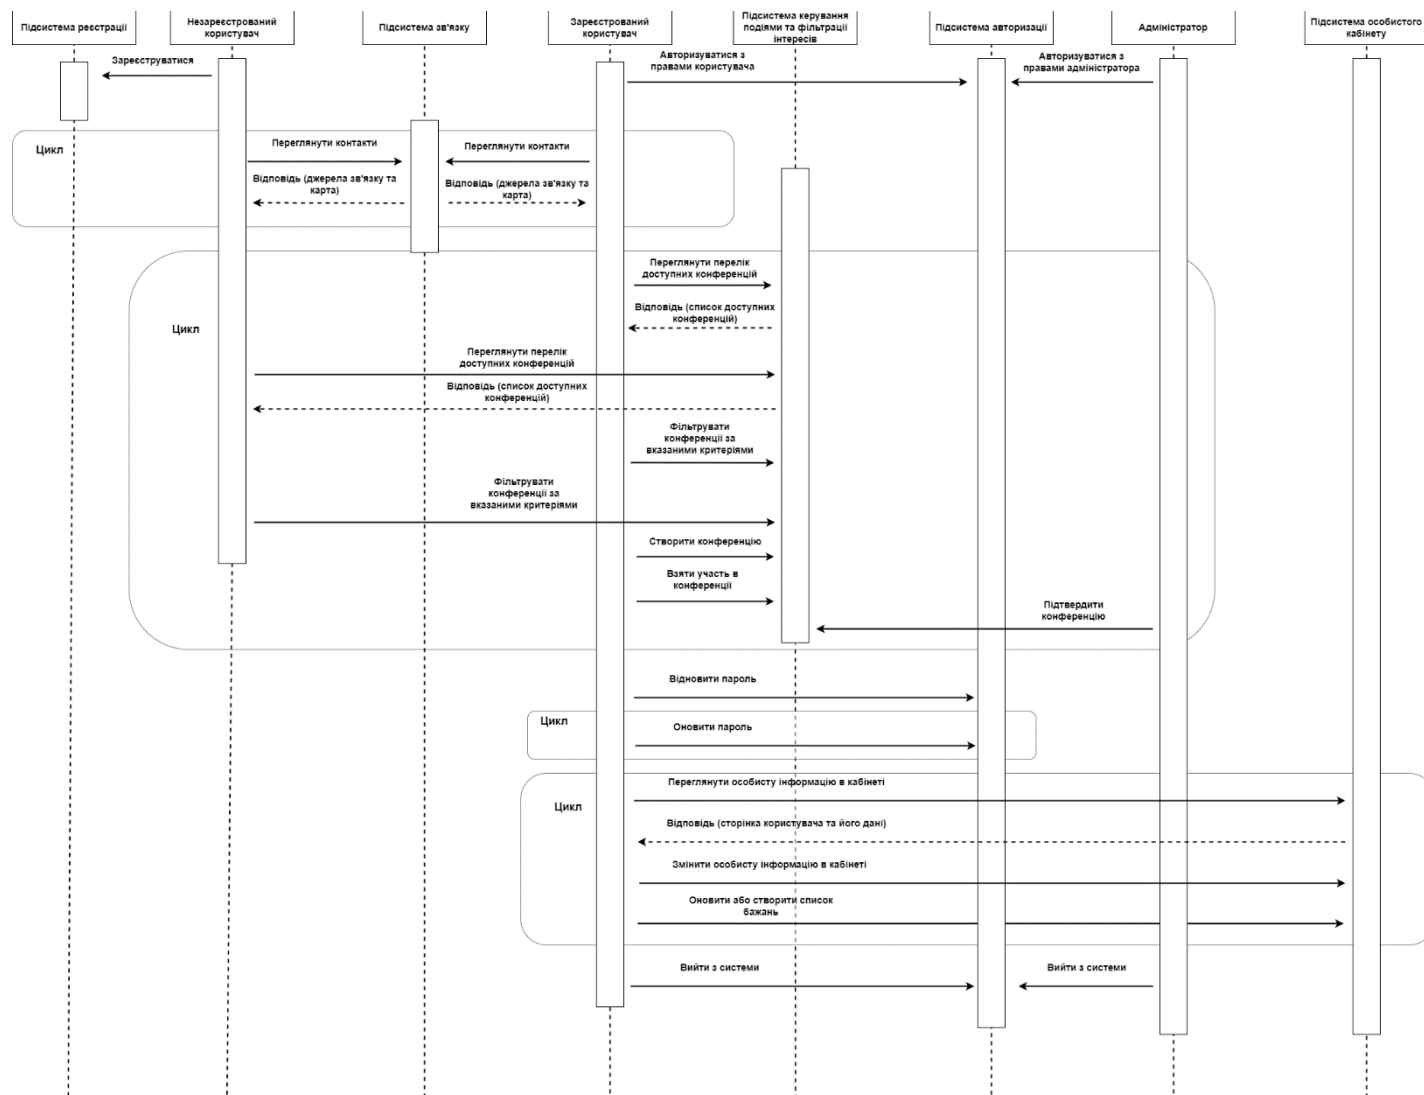 Підсистема реєстрації
Незареєстрований
користувач
Підсистема зв'язку
Зареєстрований
користувач
Підсистема керування
подіями та фільтрації
інтересів
Підсистема авторизації
Адміністратор
Підсистема особистого
кабінету
Зареєструватися
Авторизуватися з
правами користувача
Авторизуватися з
правами адміністратора
Цикл
Переглянути контакти
Переглянути контакти
Відповідь (джерела зв'язку та
карта)
Відповідь (джерела зв'язку та
карта)
Переглянути перелік
доступних конференцій
Відповідь (список доступних
конференцій)
Цикл
Переглянути перелік
доступних конференцій
Відповідь (список доступних
конференцій)
Фільтрувати
конференції за
вказаними критеріями
Фільтрувати
конференції за
вказаними критеріями
Створити конференцію
Взяти участь в
конференції
Підтвердити
конференцію
Відновити пароль
Цикл
Оновити пароль
Переглянути особисту інформацію в кабінеті
Цикл
Відповідь (сторінка користувача та його дані)
Змінити особисту інформацію в кабінеті
Оновити або створити список
бажань
Вийти з системи
Вийти з системи